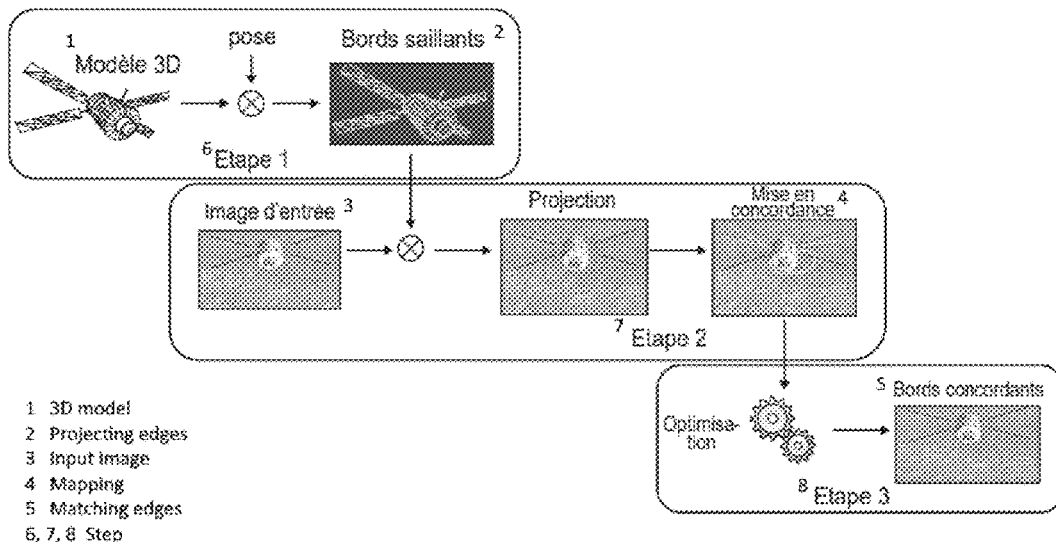 1
Modèle 3D
pose
Bords saillants 2
6 Etape 1
Image d'entrée 3
Projection
Mise en concordance 4
7 Etape 2
Optimisa-
tion
5 Bords concordants
8 Etape 3
1 3D model
2 Projecting edges
3 Input image
4 Mapping
5 Matching edges
6, 7, 8 Step